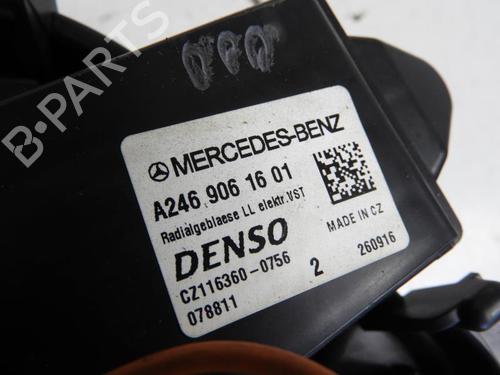 MERCEDES-BENZ
A246 906 16 01
Radialgeblaese LL elektr.VST
DENSO
MADE IN CZ
CZ116360-0756 2 260916
078811
B-PARTS